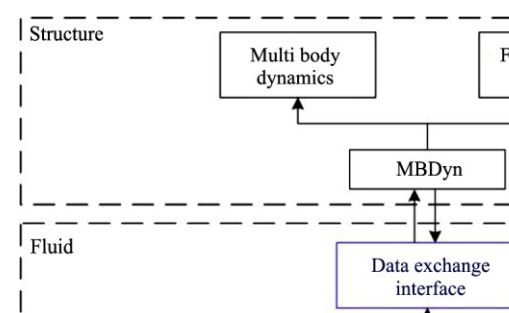 Structure
Multi body
dynamics
F
MBDyn
Fluid
Data exchange
interface